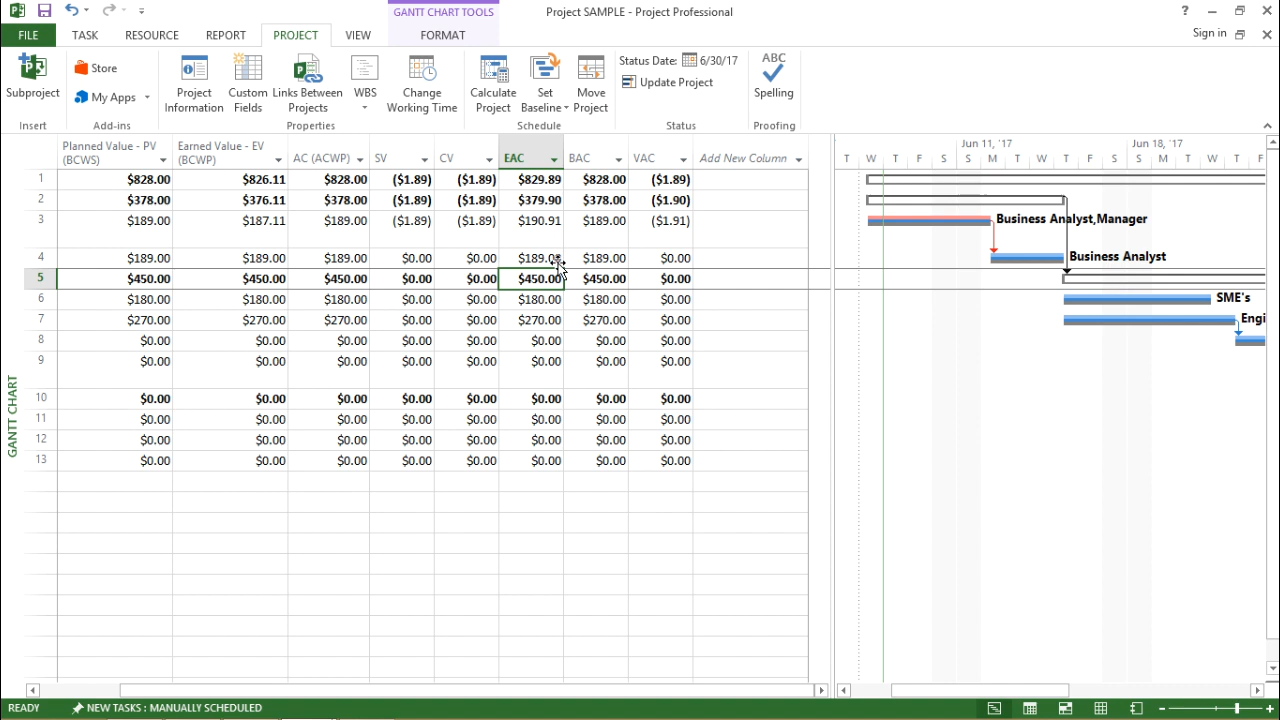 GANTT CHART TOOLS
Project SAMPLE - Project Professional
?
FILE
TASK
RESOURCE
REPORT
PROJECT
VIEW
FORMAT
Sign in
Subproject
Store
My Apps
Project Information
Custom Fields
Links Between Projects
WBS
Change Working Time
Calculate Project
Set Baseline
Move Project
Status Date: 6/30/17
Update Project
ABC
Spelling
Insert
Add-ins
Properties
Schedule
Status
Proofing
Planned Value - PV (BCWS)
Earned Value - EV (BCWP)
AC (ACWP)
SV
CV
EAC
BAC
VAC
Add New Column
Jun 11, '17
Jun 18, '17
T W T F S S M T W T F S S M T W T F
1 $828.00 $826.11 $828.00 ($1.89) ($1.89) $829.89 $828.00 ($1.89)
2 $378.00 $376.11 $378.00 ($1.89) ($1.89) $379.90 $378.00 ($1.90)
3 $189.00 $187.11 $189.00 ($1.89) ($1.89) $190.91 $189.00 ($1.91) Business Analyst,Manager
4 $189.00 $189.00 $189.00 $0.00 $0.00 $189.00 $0.00 Business Analyst
5 $450.00 $450.00 $450.00 $0.00 $0.00 $450.00 $450.00 $0.00
6 $180.00 $180.00 $180.00 $0.00 $0.00 $180.00 $180.00 $0.00 SME's
7 $270.00 $270.00 $270.00 $0.00 $0.00 $270.00 $270.00 $0.00 Engi
8 $0.00 $0.00 $0.00 $0.00 $0.00 $0.00 $0.00 $0.00
9 $0.00 $0.00 $0.00 $0.00 $0.00 $0.00 $0.00 $0.00
10 $0.00 $0.00 $0.00 $0.00 $0.00 $0.00 $0.00 $0.00
11 $0.00 $0.00 $0.00 $0.00 $0.00 $0.00 $0.00 $0.00
12 $0.00 $0.00 $0.00 $0.00 $0.00 $0.00 $0.00 $0.00
13 $0.00 $0.00 $0.00 $0.00 $0.00 $0.00 $0.00 $0.00
GANTT CHART
READY
NEW TASKS : MANUALLY SCHEDULED